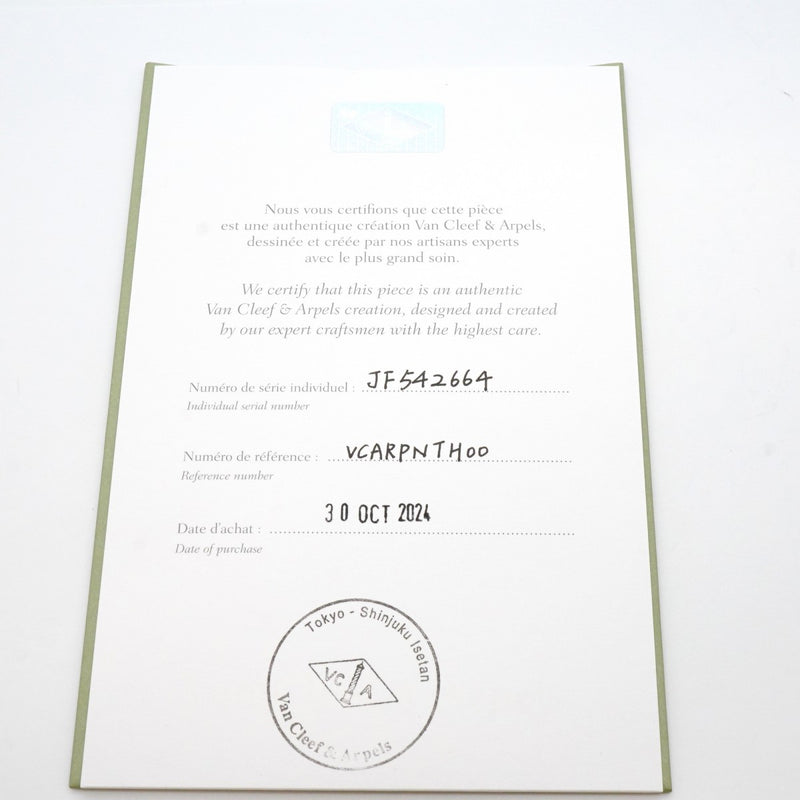 Nous vous certifions que cette pièce
est une authentique création Van Cleef & Arpels,
dessinée et créée par nos artisans experts
avec le plus grand soin.
We certify that this piece is an authentic
Van Cleef & Arpels creation, designed and created
by our expert craftsmen with the highest care.
Numéro de série individuel : JF542664
Individual serial number
Numéro de référence : VCARPNTH00
Reference number
30 OCT 2024
Date d'achat :
Date of purchase
Tokyo - Shinjuku Isetan
VC A
Van Cleef & Arpels